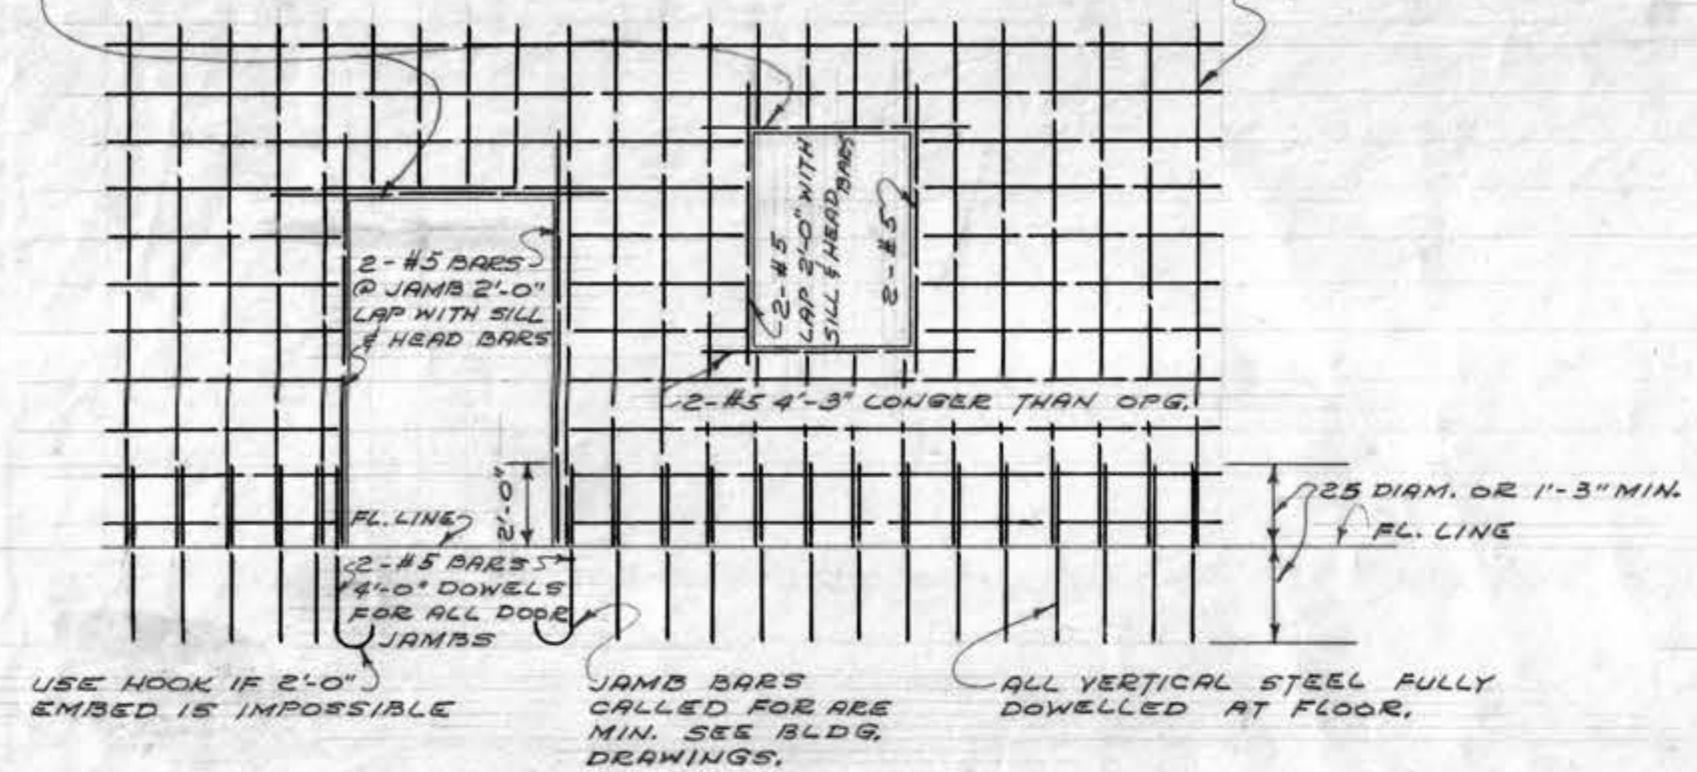 2-#5 BARS
@ JAMB 2'-0"
LAP WITH SILL
& HEAD BARS
2-#5
LAP 2'-0" WITH
SILL & HEAD BARS
2-#5
2-#5 4'-3" LONGER THAN OPG.
2'-0"
FL. LINE
25 DIAM. OR 1'-3" MIN.
FL. LINE
2-#5 BARS
4'-0" DOWELS
FOR ALL DOOR
JAMBS
USE HOOK IF 2'-0"
EMBED IS IMPOSSIBLE
JAMB BARS
CALLED FOR ARE
MIN. SEE BLDG.
DRAWINGS.
ALL VERTICAL STEEL FULLY
DOWELLED AT FLOOR.